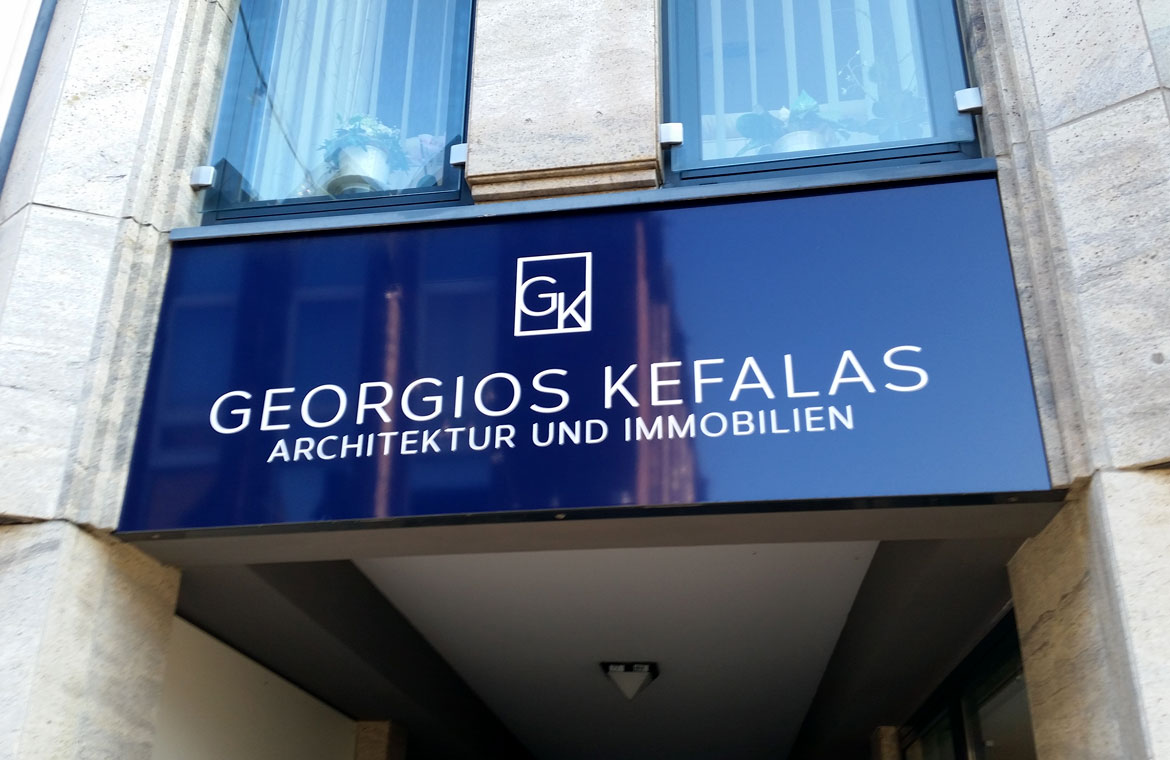 GK
GEORGIOS KEFALAS
ARCHITEKTUR UND IMMOBILIEN